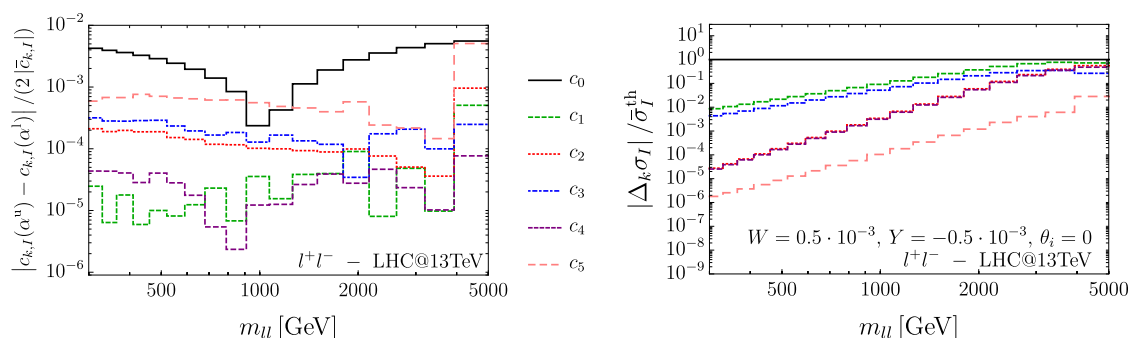 |c_{k,I}(α^u) − c_{k,I}(α^l)| /(2 |c̄_{k,I}|)
10^{-2}
10^{-3}
10^{-4}
10^{-5}
10^{-6}
l^+l^- − LHC@13TeV
500 1000 2000 5000
m_{ll} [GeV]
c_0
c_1
c_2
c_3
c_4
c_5
|Δ_k σ_I| /σ̄_I^{th}
10^1
10^0
10^{-1}
10^{-2}
10^{-3}
10^{-4}
10^{-5}
10^{-6}
10^{-7}
10^{-8}
10^{-9}
W = 0.5 · 10^{-3}, Y = −0.5 · 10^{-3}, θ_i = 0
l^+l^- − LHC@13TeV
500 1000 2000 5000
m_{ll} [GeV]